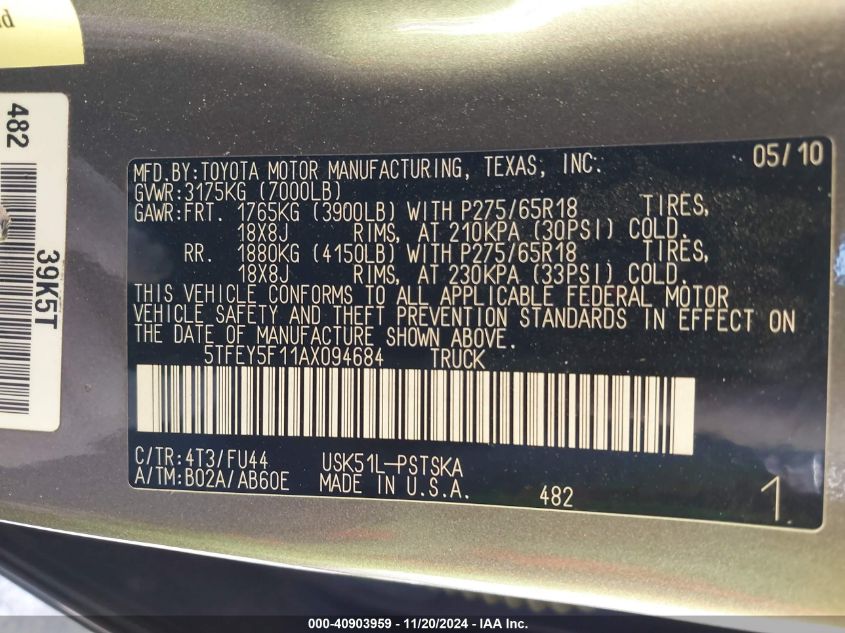 d
482
39K5T
MFD.BY:TOYOTA MOTOR MANUFACTURING, TEXAS, INC. 05/10
GVWR:3175KG (7000LB)
GAWR:FRT. 1765KG (3900LB) WITH P275/65R18 TIRES,
18X8J RIMS, AT 210KPA (30PSI) COLD.
RR. 1880KG (4150LB) WITH P275/65R18 TIRES,
18X8J RIMS, AT 230KPA (33PSI) COLD.
THIS VEHICLE CONFORMS TO ALL APPLICABLE FEDERAL MOTOR
VEHICLE SAFETY AND THEFT PREVENTION STANDARDS IN EFFECT ON
THE DATE OF MANUFACTURE SHOWN ABOVE.
5TFEY5F11AX094684 TRUCK
C/TR:4T3/FU44 USK51L-PSTSKA
A/TM:B02A/AB60E MADE IN U.S.A. 482 1
000-40903959 - 11/20/2024 - IAA Inc.